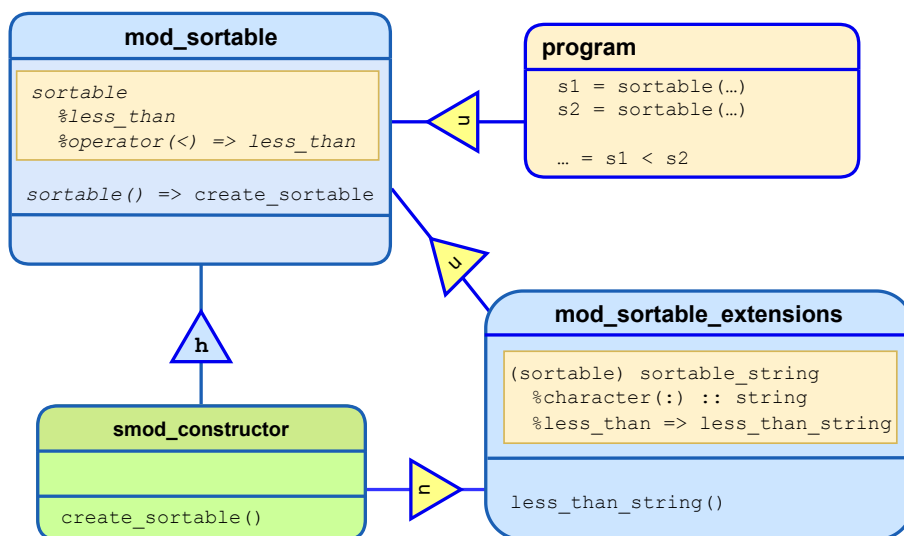 mod_sortable
sortable
%less_than
%operator(<) => less_than
sortable() => create_sortable
program
s1 = sortable(…)
s2 = sortable(…)
… = s1 < s2
u
u
h
mod_sortable_extensions
(sortable) sortable_string
%character(:) :: string
%less_than => less_than_string
less_than_string()
smod_constructor
create_sortable()
u